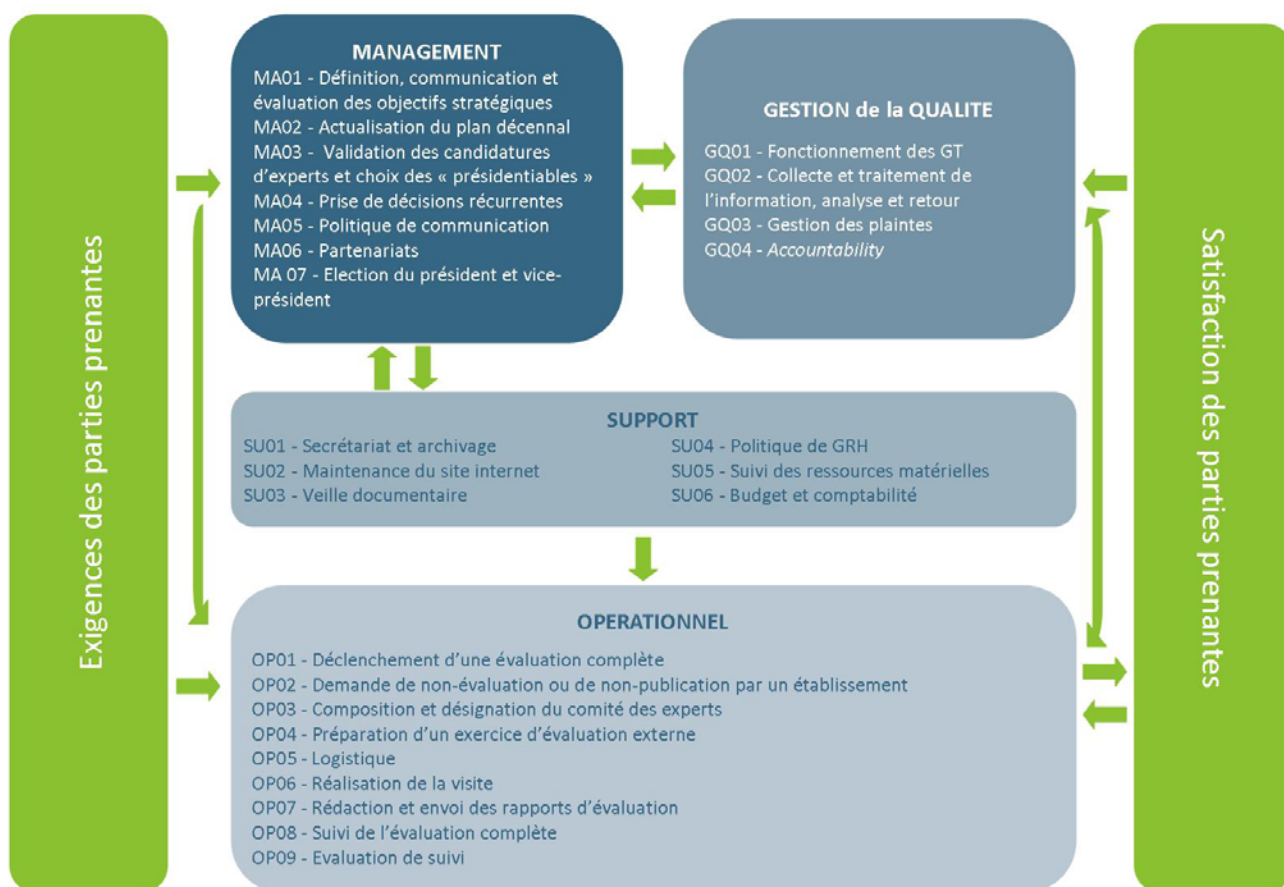 Exigences des parties prenantes
MANAGEMENT
MA01 - Définition, communication et
évaluation des objectifs stratégiques
MA02 - Actualisation du plan décennal
MA03 -  Validation des candidatures
d’experts et choix des « présidentiables »
MA04 - Prise de décisions récurrentes
MA05 - Politique de communication
MA06 - Partenariats
MA 07 - Election du président et vice-
président
GESTION de la QUALITE
GQ01 - Fonctionnement des GT
GQ02 - Collecte et traitement de
l’information, analyse et retour
GQ03 - Gestion des plaintes
GQ04 - Accountability
SUPPORT
SU01 - Secrétariat et archivage
SU02 - Maintenance du site internet
SU03 - Veille documentaire
SU04 - Politique de GRH
SU05 - Suivi des ressources matérielles
SU06 - Budget et comptabilité
OPERATIONNEL
OP01 - Déclenchement d’une évaluation complète
OP02 - Demande de non-évaluation ou de non-publication par un établissement
OP03 - Composition et désignation du comité des experts
OP04 - Préparation d’un exercice d’évaluation externe
OP05 - Logistique
OP06 - Réalisation de la visite
OP07 - Rédaction et envoi des rapports d’évaluation
OP08 - Suivi de l’évaluation complète
OP09 - Evaluation de suivi
Satisfaction des parties prenantes